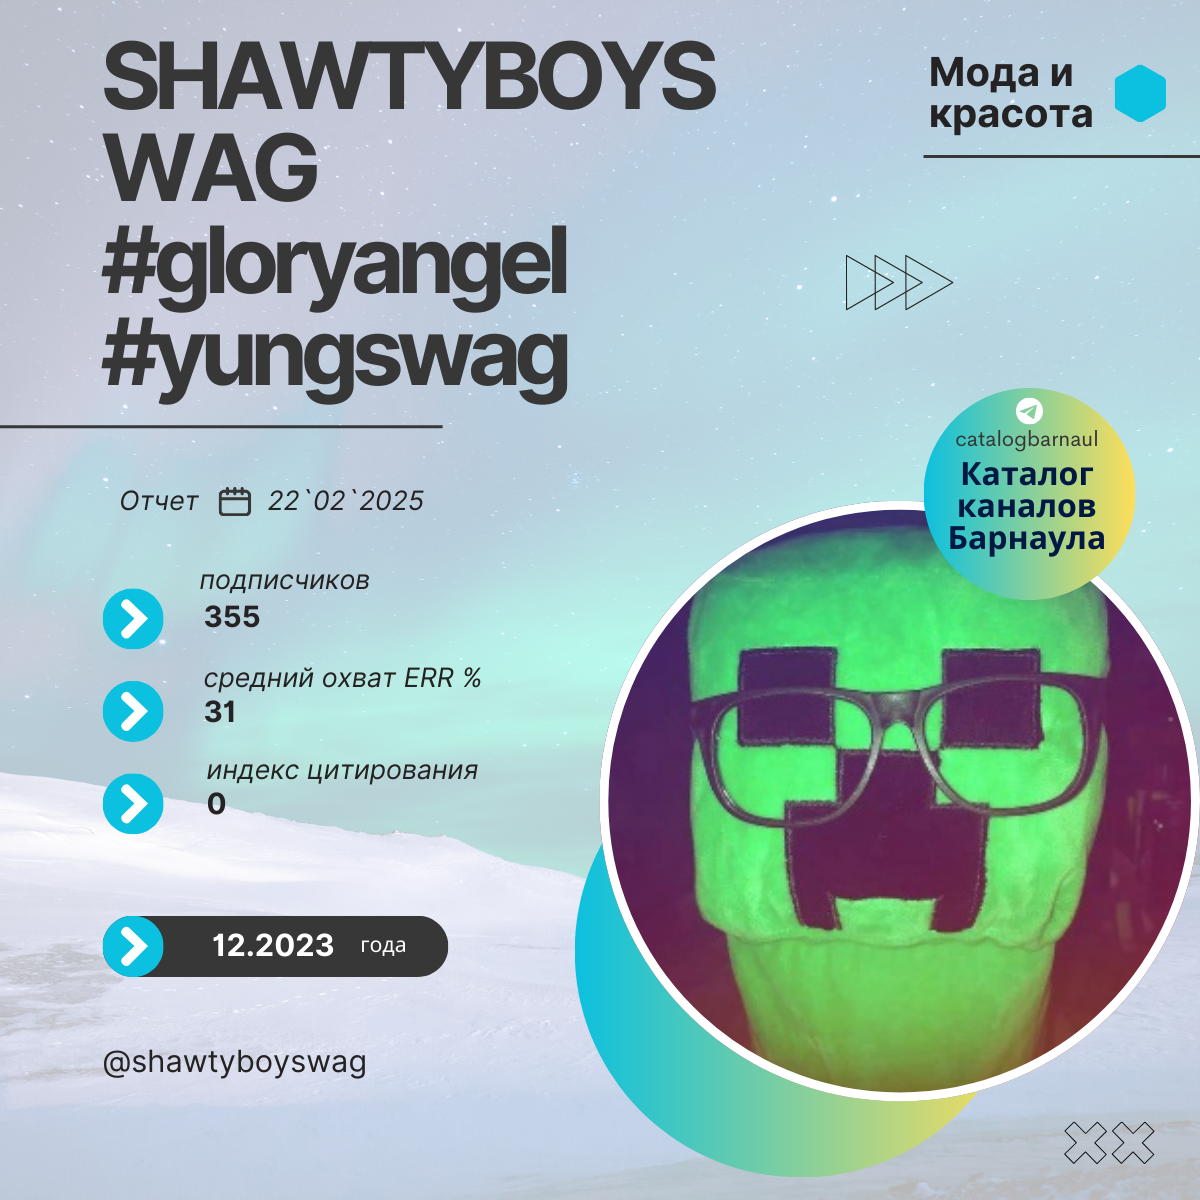 SHAWTYBOYS
WAG
#gloryangel
#yungswag
Мода и
красота
catalogbarnaul
Каталог
каналов
Барнаула
Отчет 22`02`2025
подписчиков
355
средний охват ERR %
31
индекс цитирования
0
12.2023 года
@shawtyboyswag